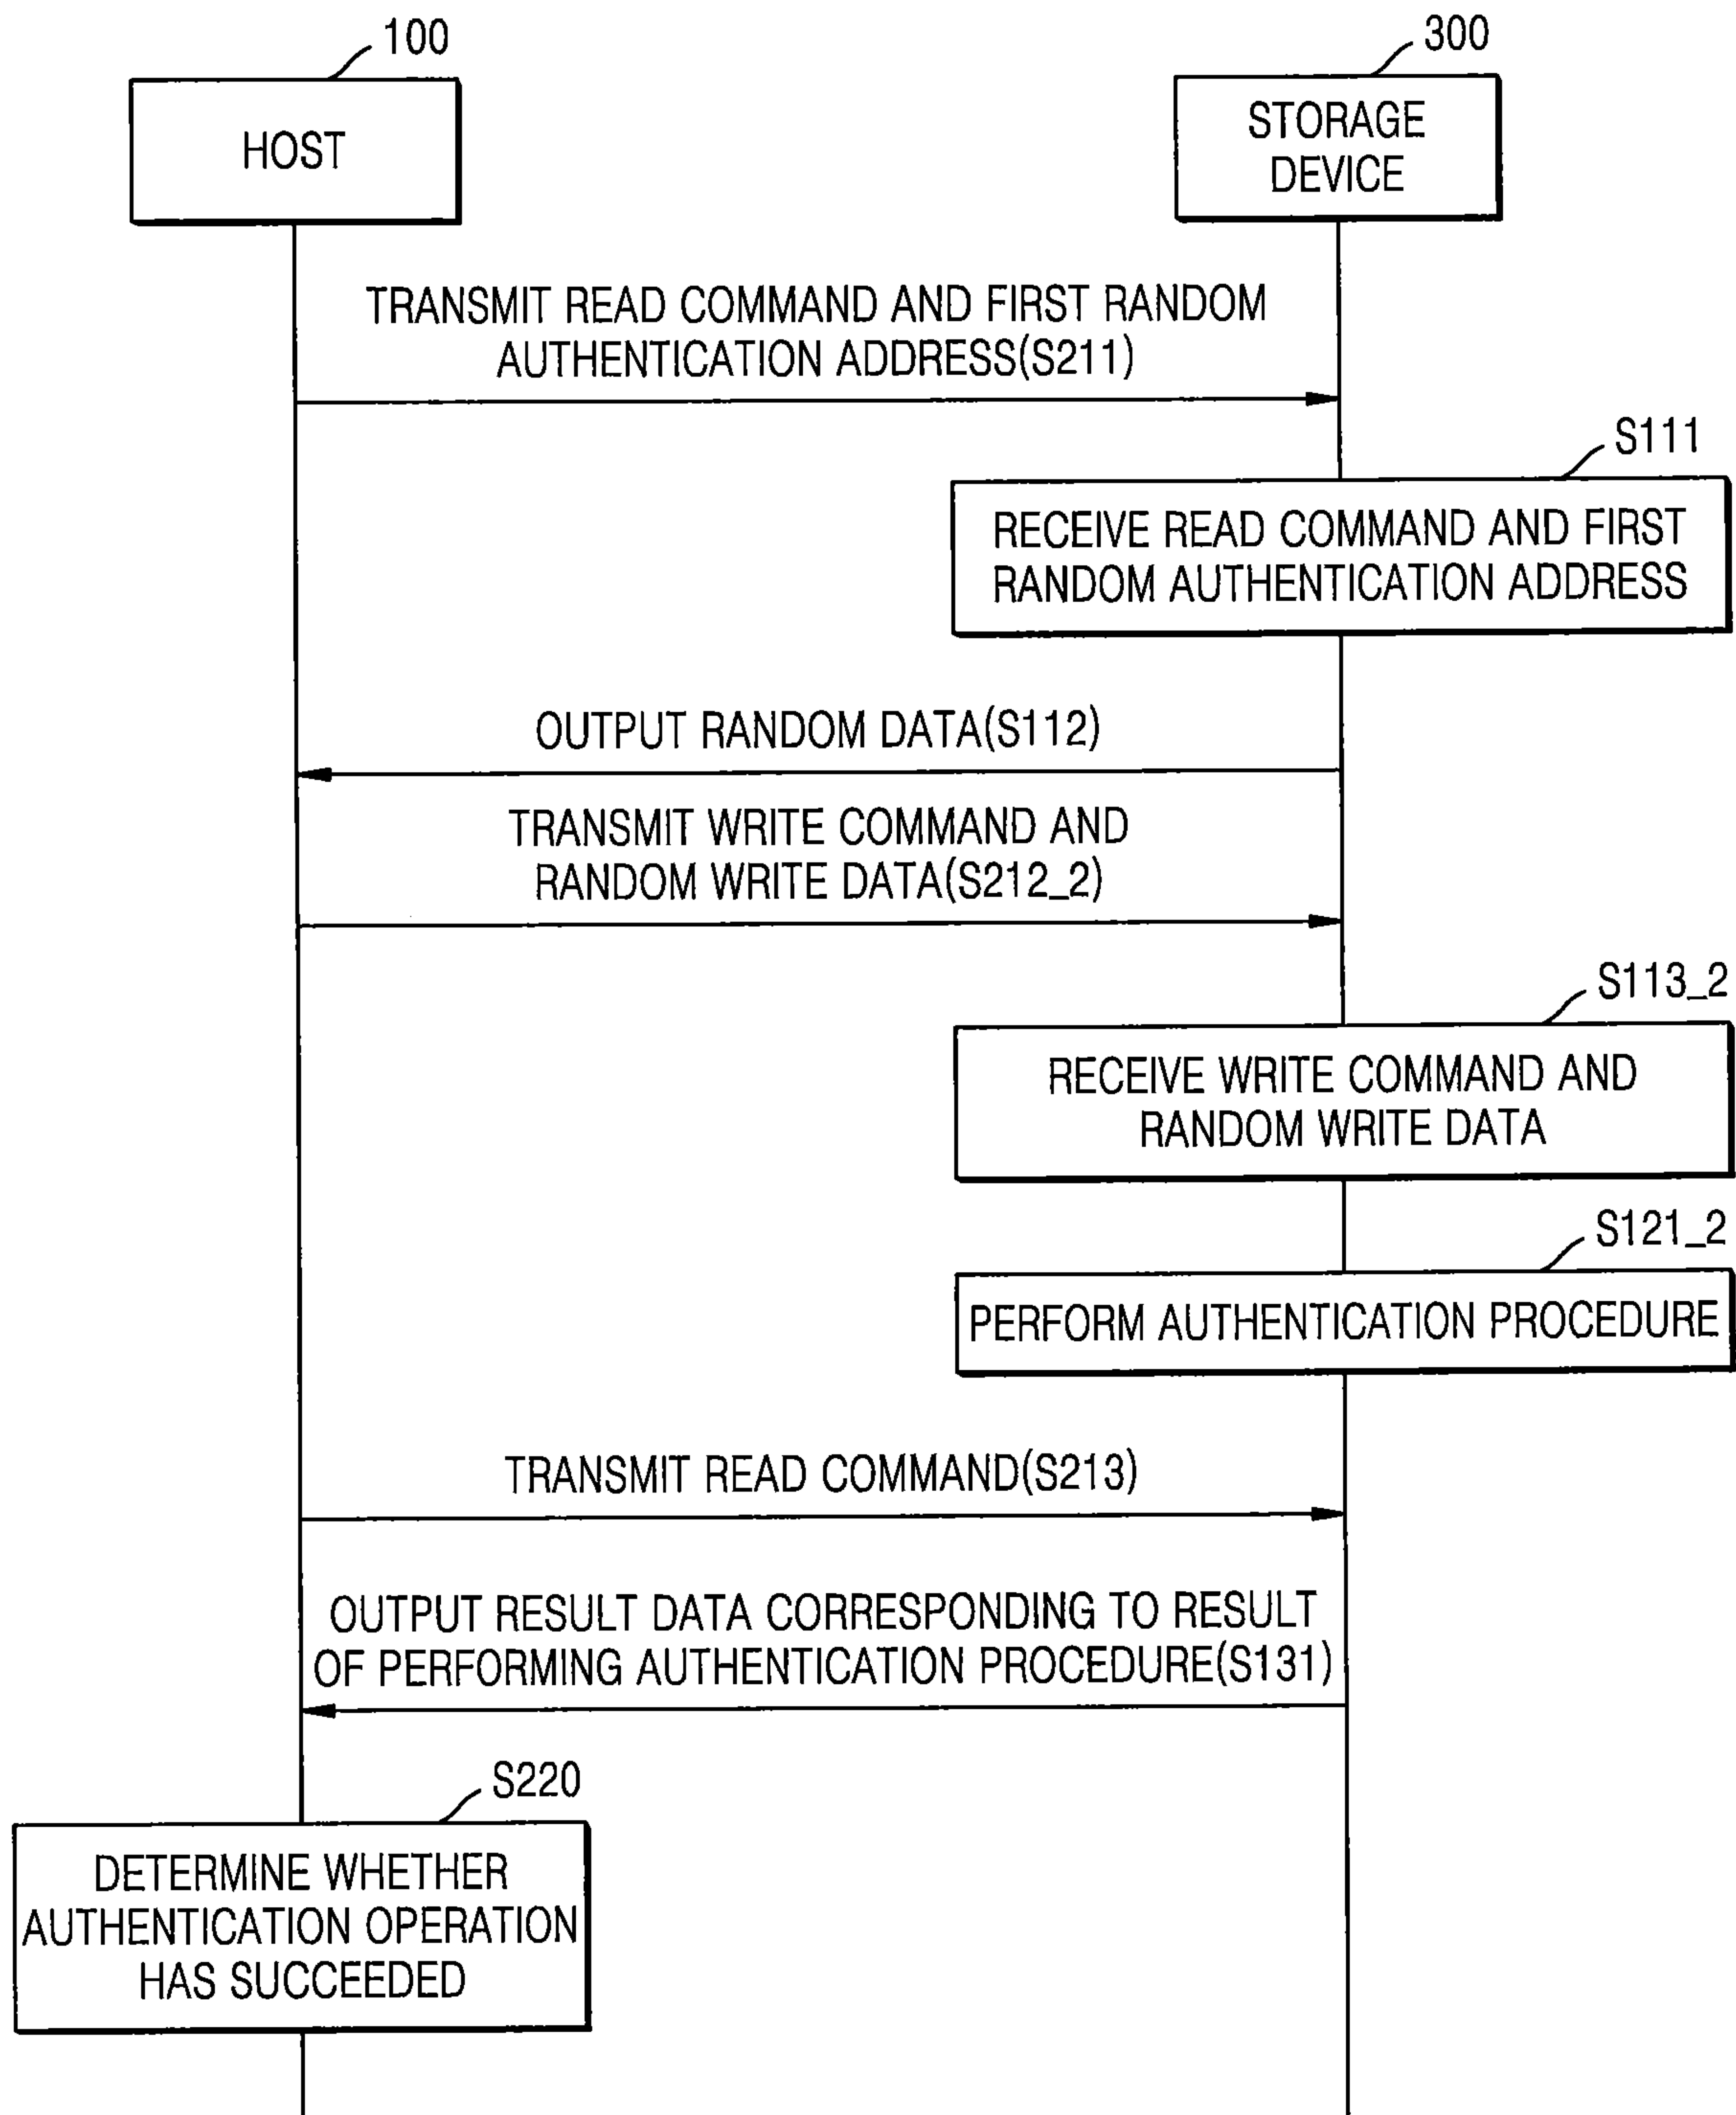 100
HOST
300
STORAGE
DEVICE
TRANSMIT READ COMMAND AND FIRST RANDOM
AUTHENTICATION ADDRESS(S211)
S111
RECEIVE READ COMMAND AND FIRST
RANDOM AUTHENTICATION ADDRESS
OUTPUT RANDOM DATA(S112)
TRANSMIT WRITE COMMAND AND
RANDOM WRITE DATA(S212_2)
S113_2
RECEIVE WRITE COMMAND AND
RANDOM WRITE DATA
S121_2
PERFORM AUTHENTICATION PROCEDURE
TRANSMIT READ COMMAND(S213)
OUTPUT RESULT DATA CORRESPONDING TO RESULT
OF PERFORMING AUTHENTICATION PROCEDURE(S131)
S220
DETERMINE WHETHER
AUTHENTICATION OPERATION
HAS SUCCEEDED